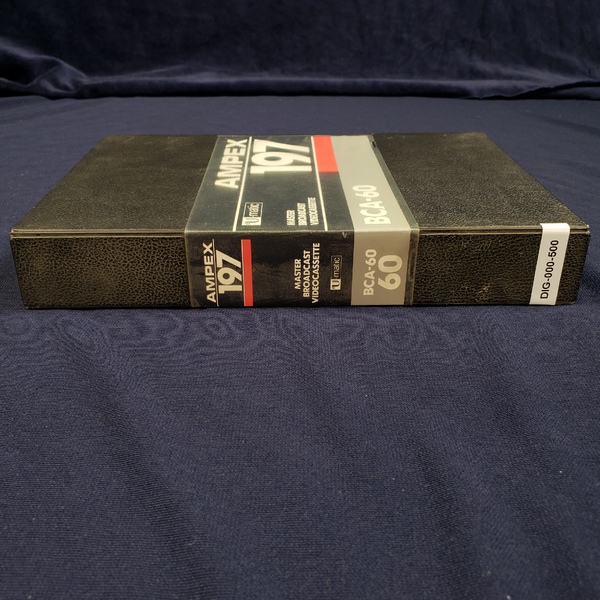 AMPEX
197
U matic
MASTER
BROADCAST
VIDEOCASSETTE
BCA-60
AMPEX
197
MASTER
BROADCAST
VIDEOCASSETTE
U matic
BCA-60
60
DIG-000-500